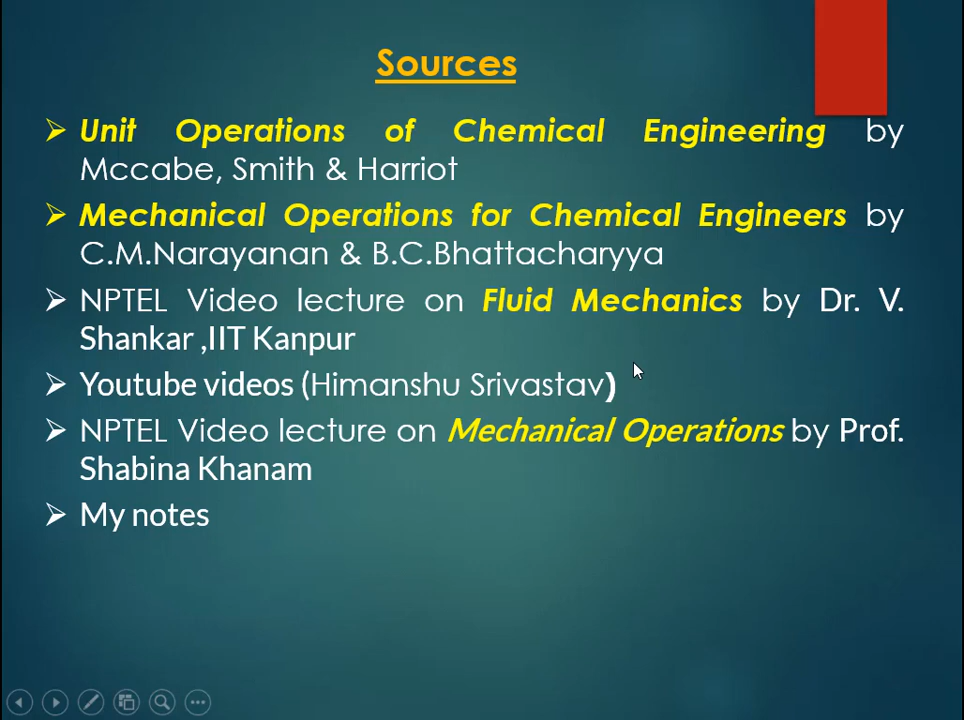 Sources
Unit Operations of Chemical Engineering by
Mccabe, Smith & Harriot
Mechanical Operations for Chemical Engineers by
C.M.Narayanan & B.C.Bhattacharyya
NPTEL Video lecture on Fluid Mechanics by Dr. V.
Shankar ,IIT Kanpur
Youtube videos (Himanshu Srivastav)
NPTEL Video lecture on Mechanical Operations by Prof.
Shabina Khanam
My notes